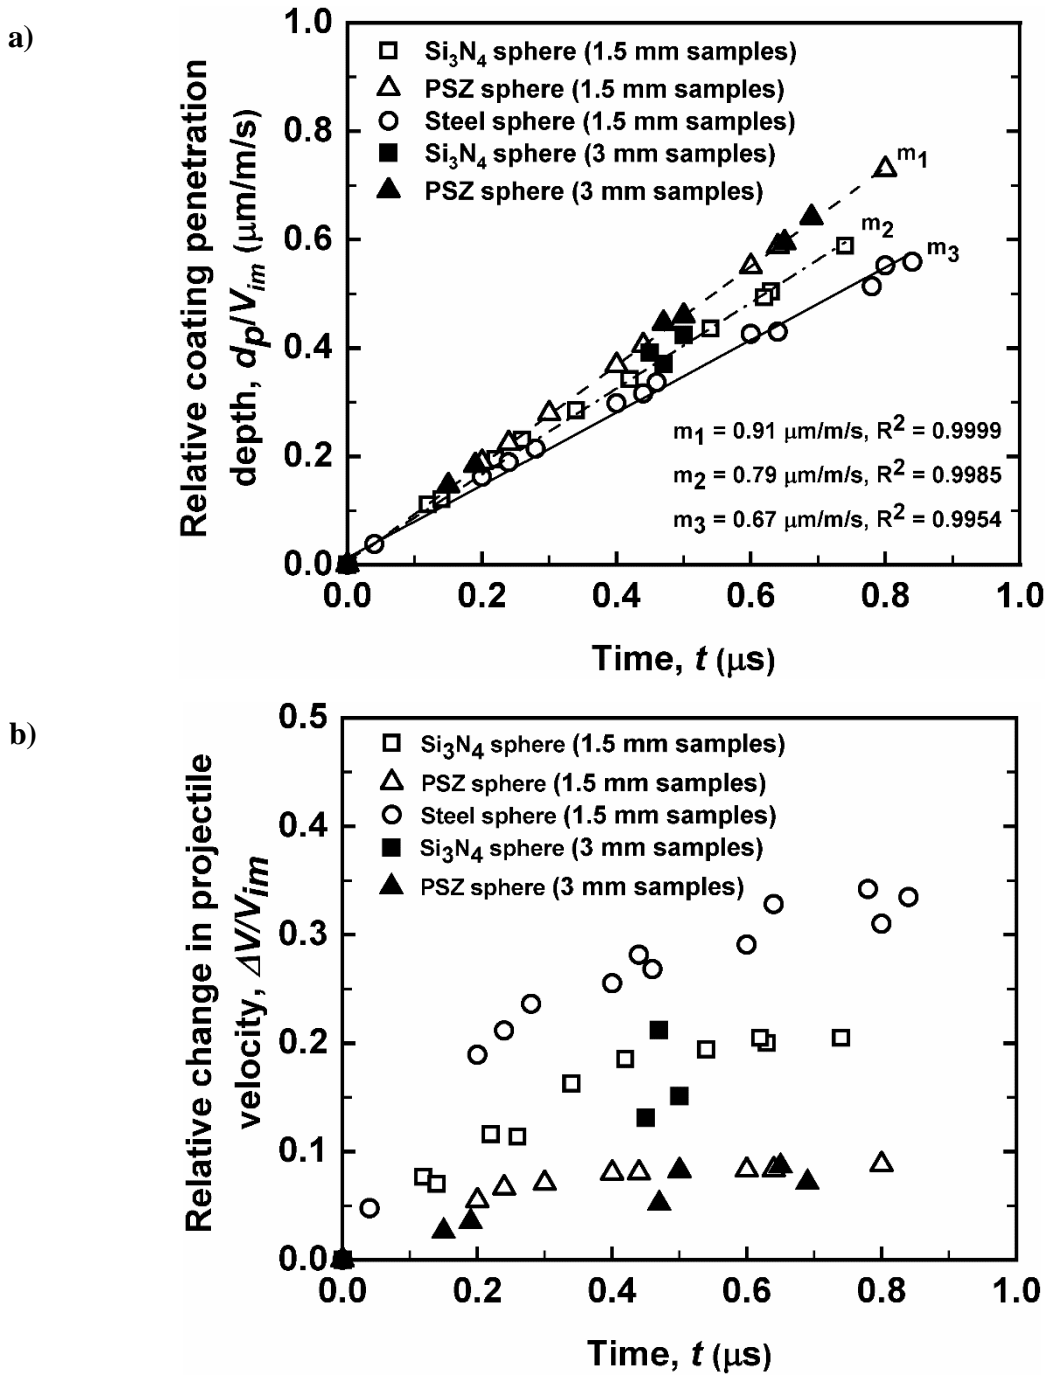 a)
Relative coating penetration
depth, dp/Vim (μm/m/s)
1.0
0.8
0.6
0.4
0.2
0.0
Si3N4 sphere (1.5 mm samples)
PSZ sphere (1.5 mm samples)
Steel sphere (1.5 mm samples)
Si3N4 sphere (3 mm samples)
PSZ sphere (3 mm samples)
m1
m2
m3
m1 = 0.91 μm/m/s, R2 = 0.9999
m2 = 0.79 μm/m/s, R2 = 0.9985
m3 = 0.67 μm/m/s, R2 = 0.9954
0.0 0.2 0.4 0.6 0.8 1.0
Time, t (μs)
b)
Relative change in projectile
velocity, ΔV/Vim
0.5
0.4
0.3
0.2
0.1
0.0
Si3N4 sphere (1.5 mm samples)
PSZ sphere (1.5 mm samples)
Steel sphere (1.5 mm samples)
Si3N4 sphere (3 mm samples)
PSZ sphere (3 mm samples)
0.0 0.2 0.4 0.6 0.8 1.0
Time, t (μs)